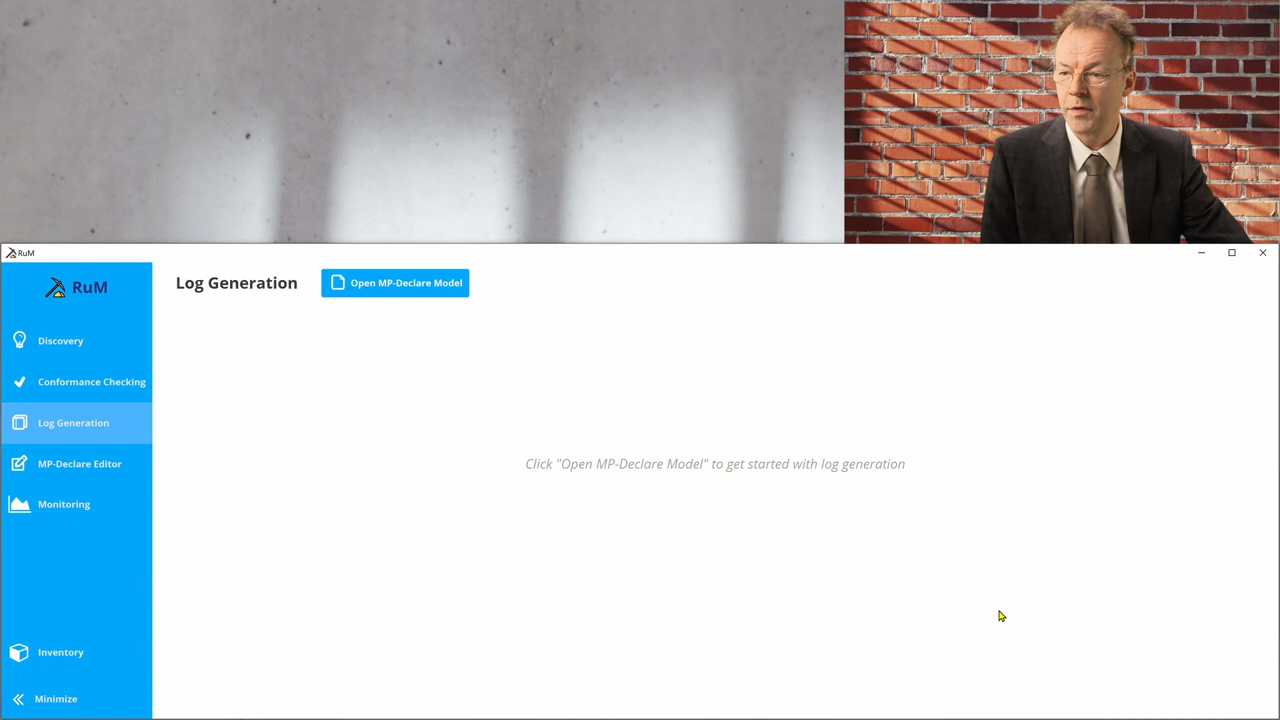 RuM
RuM
Log Generation
Open MP-Declare Model
Discovery
Conformance Checking
Log Generation
MP-Declare Editor
Monitoring
Click "Open MP-Declare Model" to get started with log generation
Inventory
Minimize